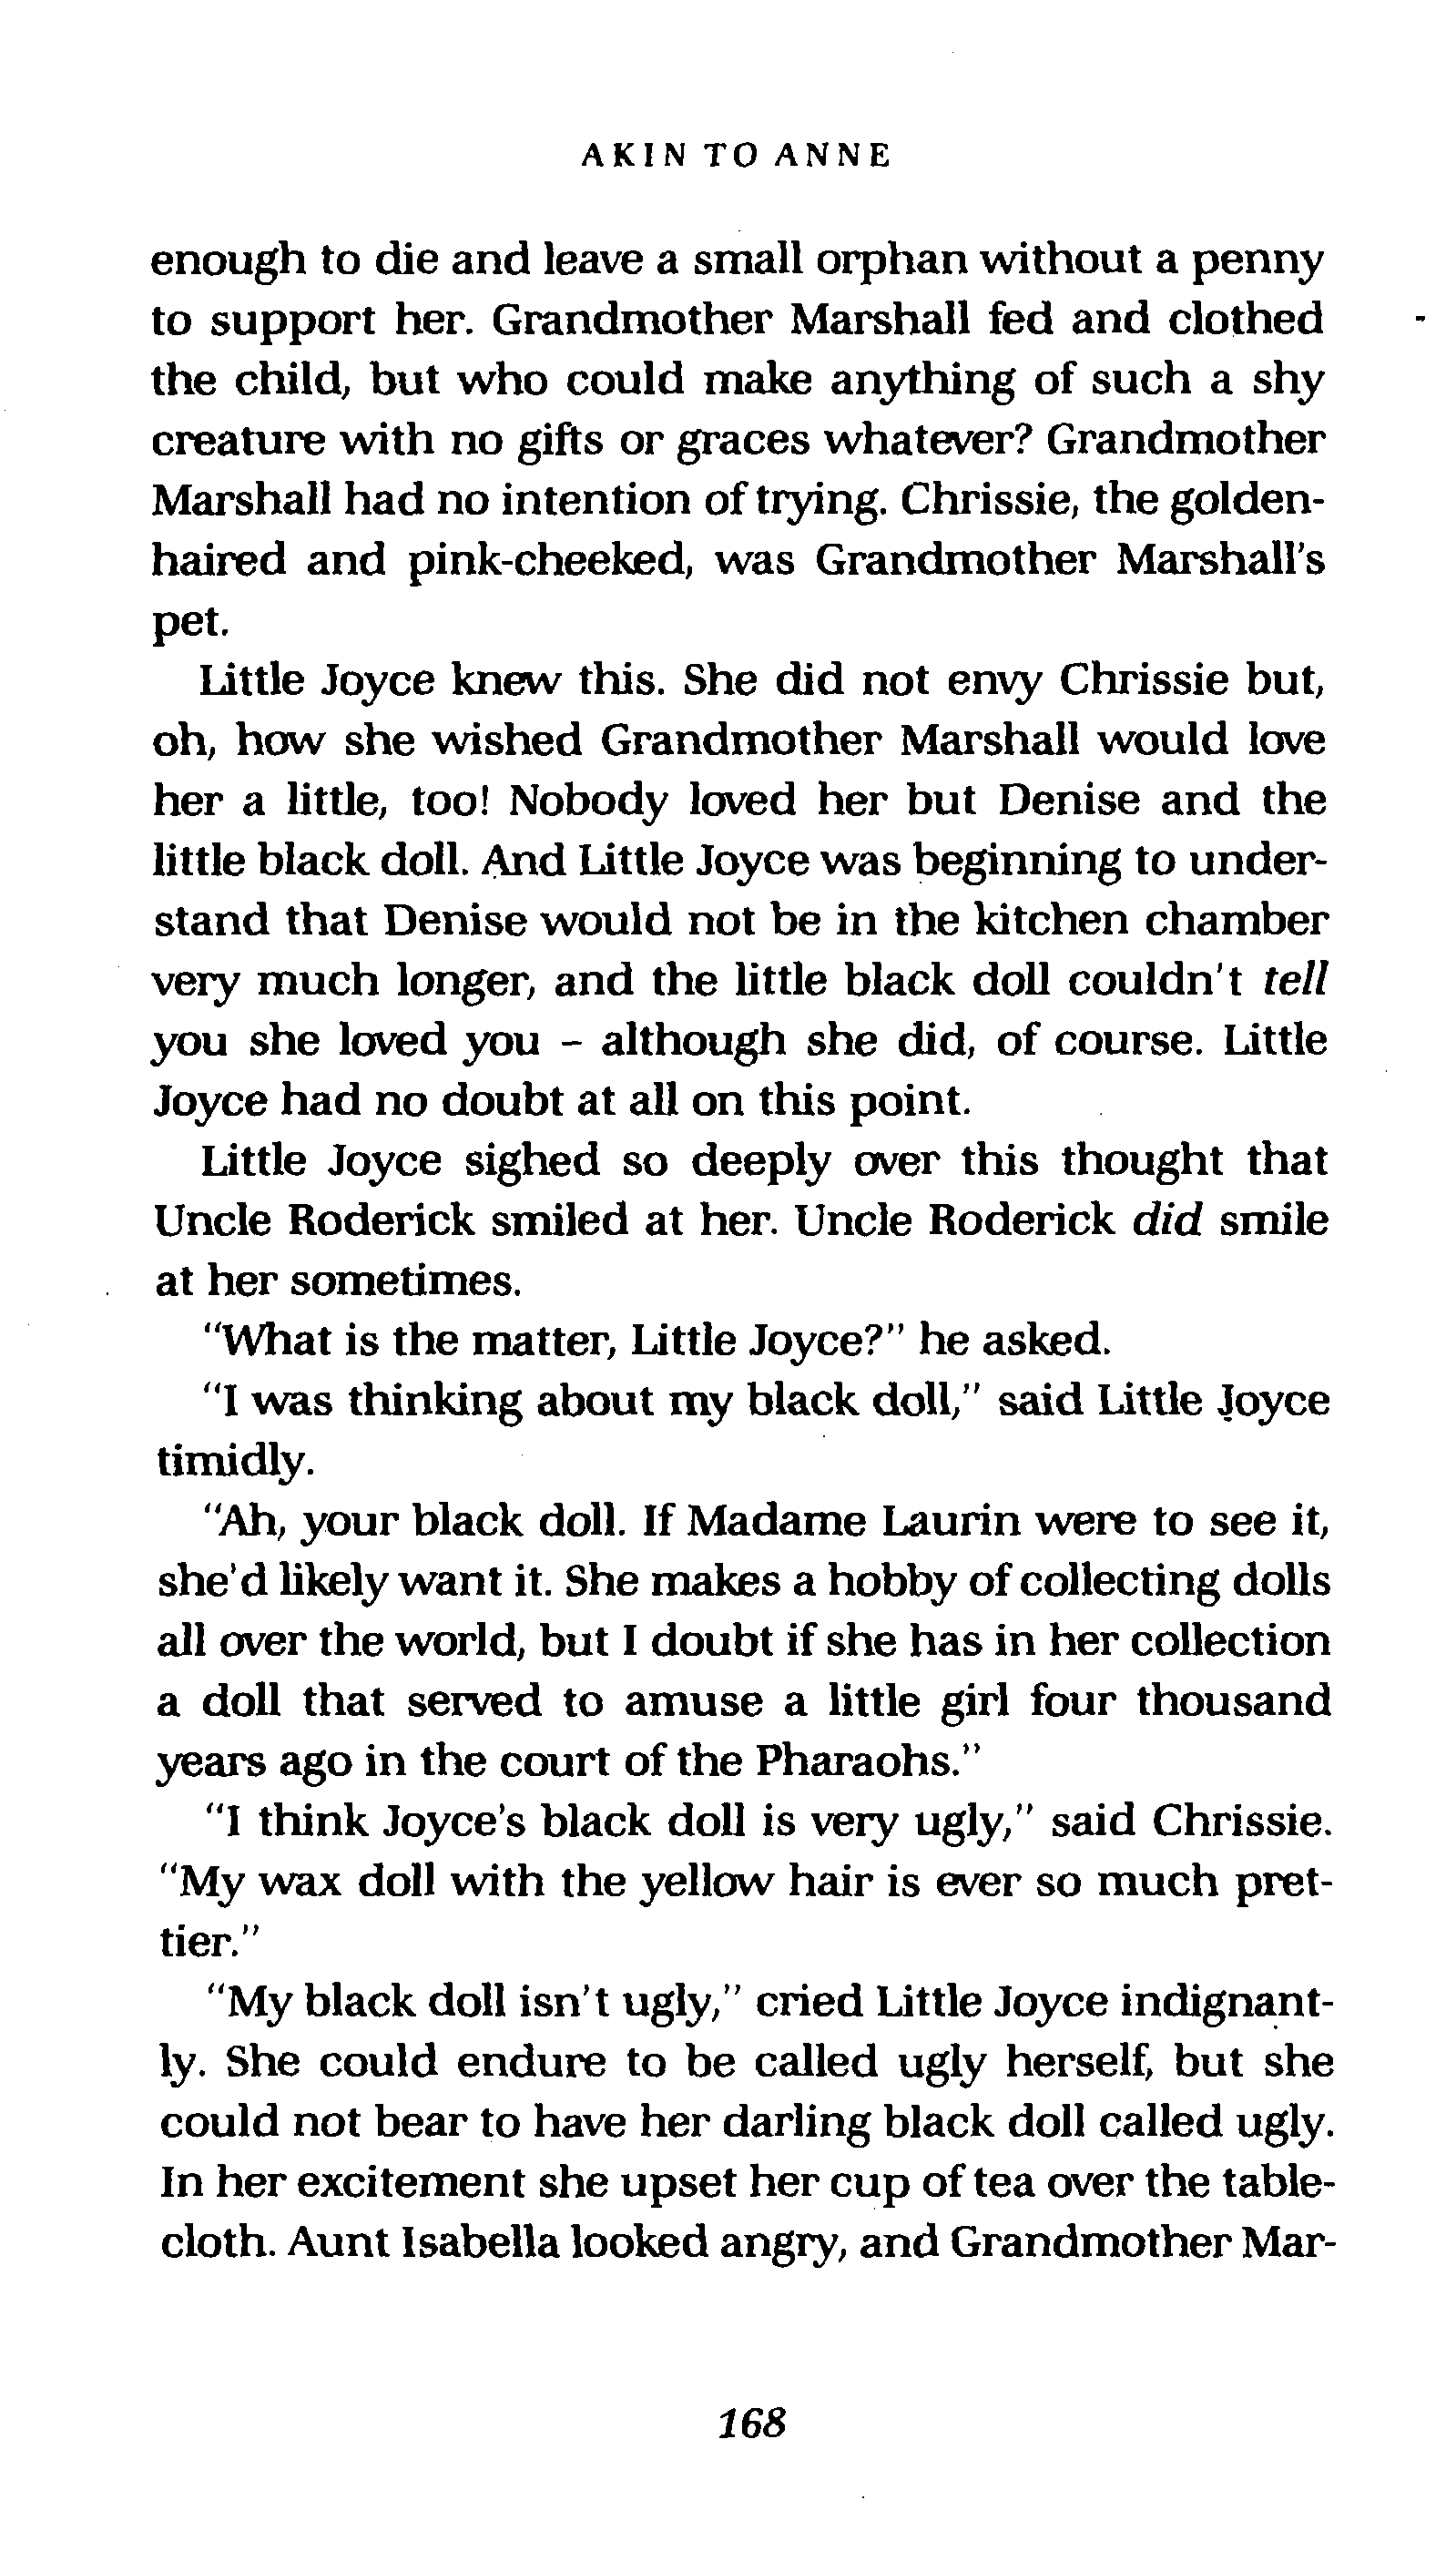 AKIN TO ANNE
enough to die and leave a small orphan without a penny
to support her. Grandmother Marshall fed and clothed
the child, but who could make anything of such a shy
creature with no gifts or graces whatever? Grandmother
Marshall had no intention of trying. Chrissie, the golden-
haired and pink-cheeked, was Grandmother Marshall's
pet.
Little Joyce knew this. She did not envy Chrissie but,
oh, how she wished Grandmother Marshall would love
her a little, too! Nobody loved her but Denise and the
little black doll. And Little Joyce was beginning to under-
stand that Denise would not be in the kitchen chamber
very much longer, and the little black doll couldn't tell
you she loved you – although she did, of course. Little
Joyce had no doubt at all on this point.
Little Joyce sighed so deeply over this thought that
Uncle Roderick smiled at her. Uncle Roderick did smile
at her sometimes.
"What is the matter, Little Joyce?" he asked.
"I was thinking about my black doll," said Little Joyce
timidly.
"Ah, your black doll. If Madame Laurin were to see it,
she'd likely want it. She makes a hobby of collecting dolls
all over the world, but I doubt if she has in her collection
a doll that served to amuse a little girl four thousand
years ago in the court of the Pharaohs."
"I think Joyce's black doll is very ugly," said Chrissie.
"My wax doll with the yellow hair is ever so much pret-
tier."
"My black doll isn't ugly," cried Little Joyce indignant-
ly. She could endure to be called ugly herself, but she
could not bear to have her darling black doll called ugly.
In her excitement she upset her cup of tea over the table-
cloth. Aunt Isabella looked angry, and Grandmother Mar-
168